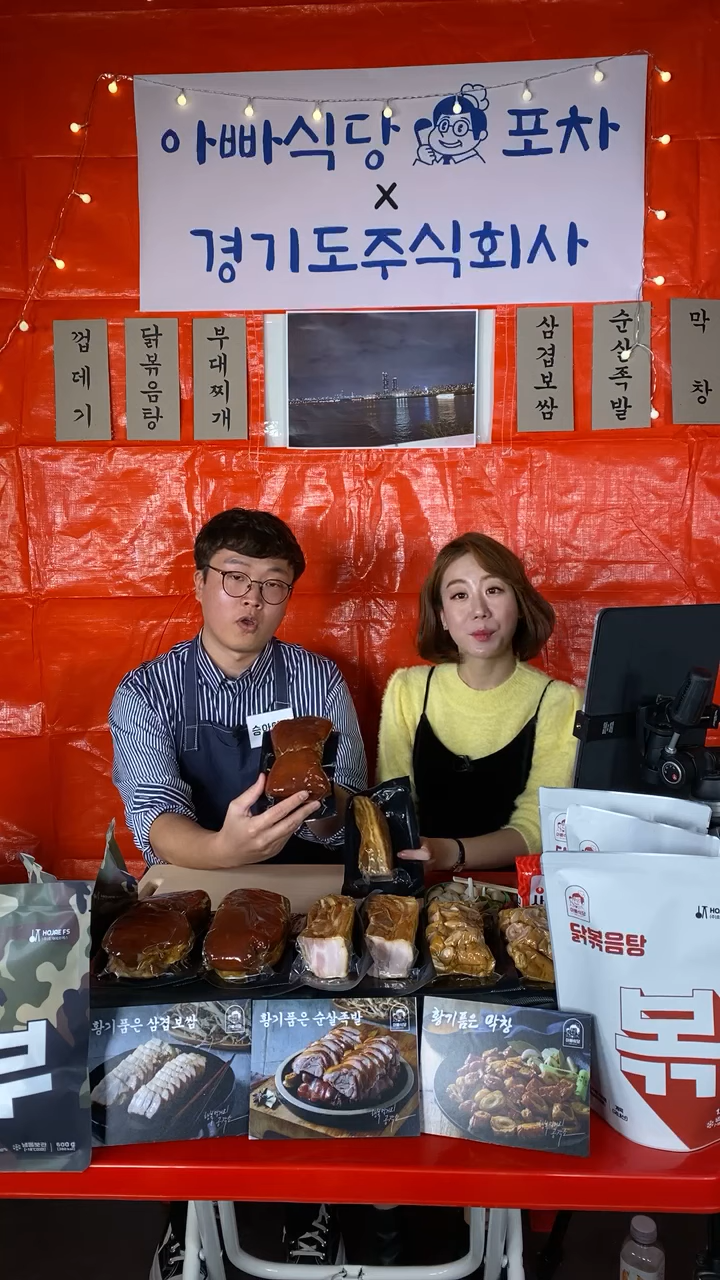 아빠식당 포차
X
경기도주식회사
껍데기
닭볶음탕
부대찌개
삼겹보쌈
순살족발
막창
HOJRE F'S
황기품은 삼겹보쌈
황기품은 순살족발
황기품은 막창
닭볶음탕
볶
부
600 g